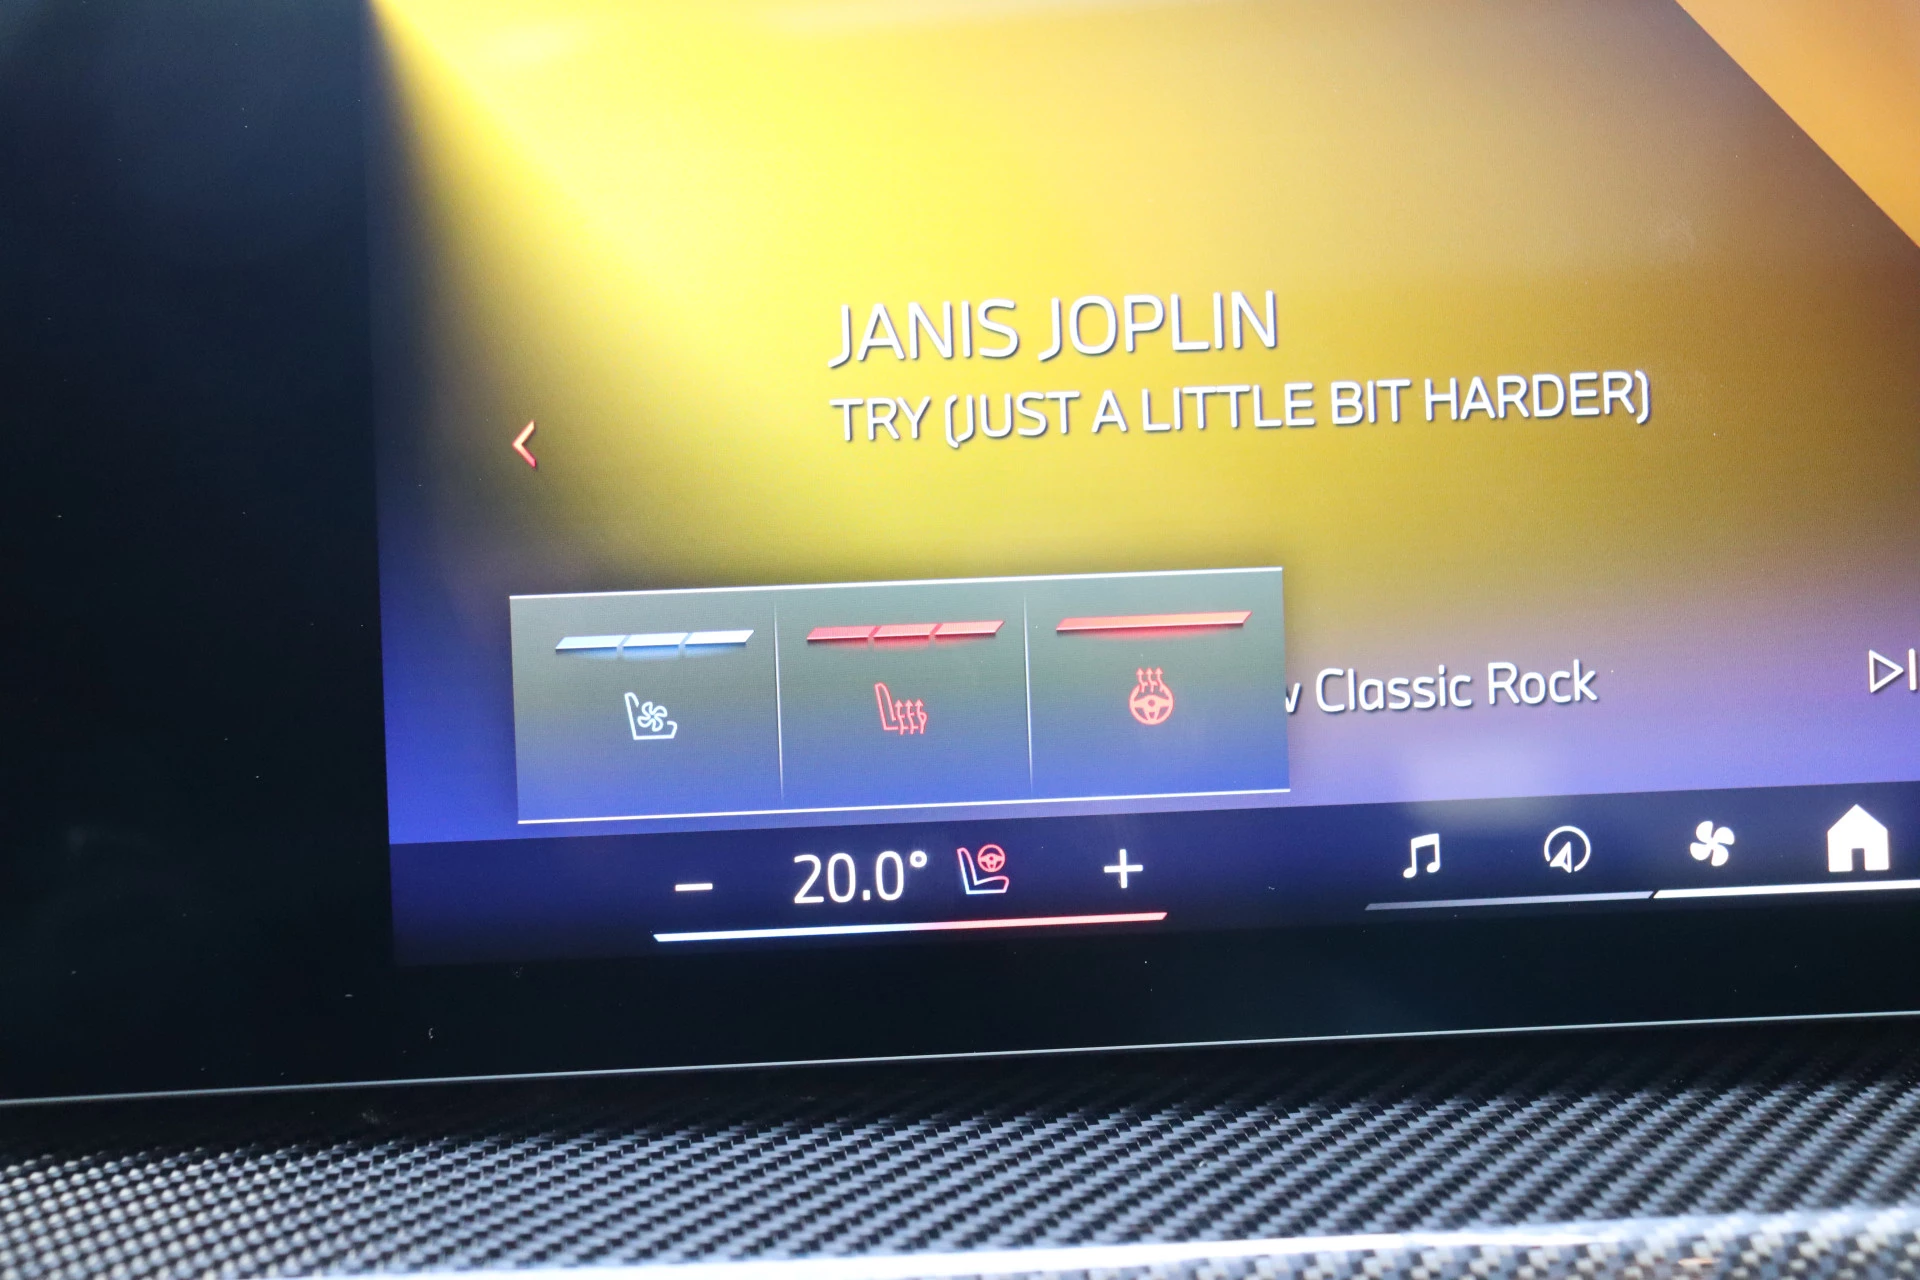 JANIS JOPLIN
TRY (JUST A LITTLE BIT HARDER)
Classic Rock
20.0°